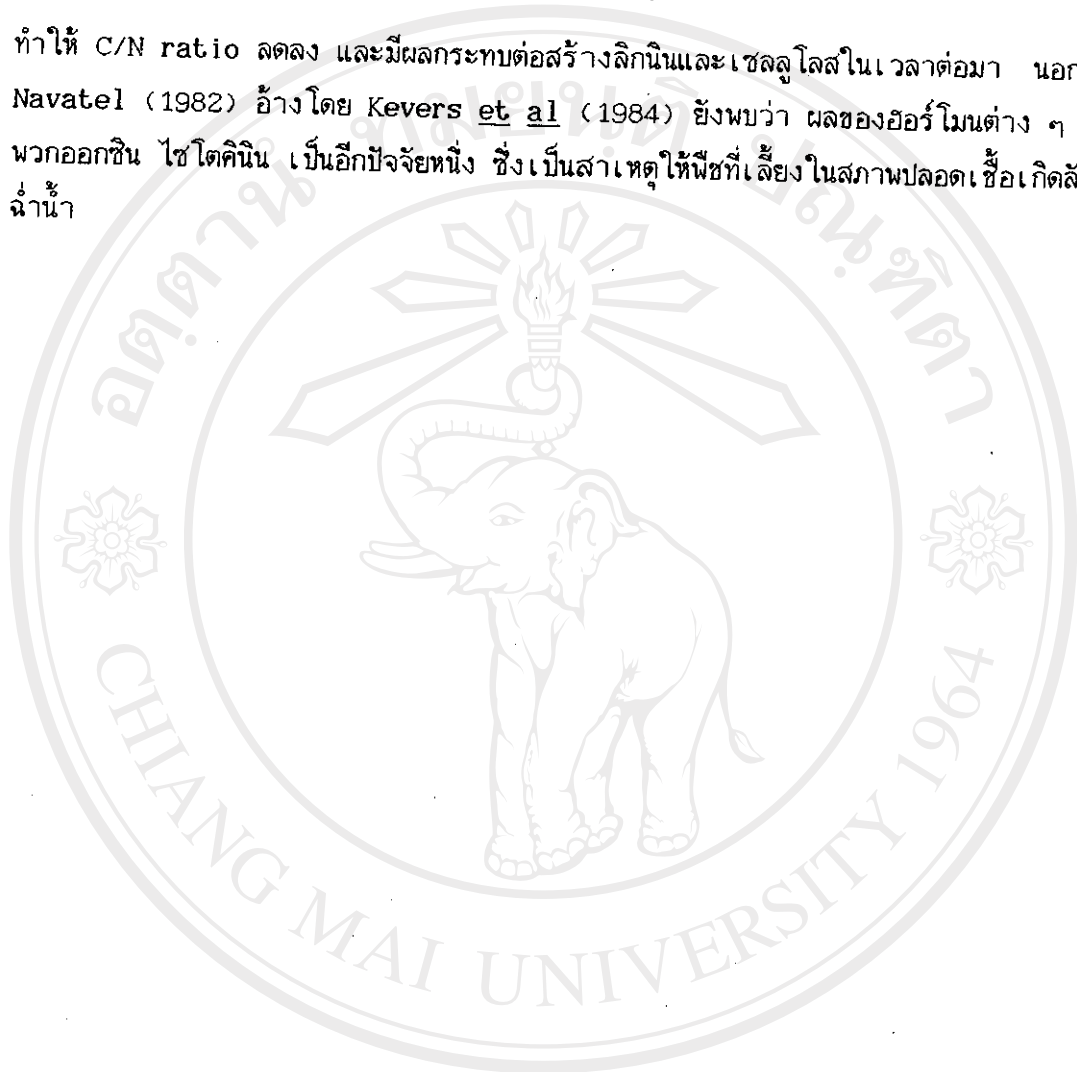 ทำให้ C/N ratio ลดลง และมีผลกระทบต่อสร้างลิกนินและเซลลูโลสในเวลาต่อมา นอก
Navatel (1982) อ้างโดย Kevers et al (1984) ยังพบว่า ผลของฮอร์โมนต่าง ๆ
พวกออกซิน ไซโตคินิน เป็นอีกปัจจัยหนึ่ง ซึ่งเป็นสาเหตุให้พืชที่เลี้ยงในสภาพปลอดเชื้อเกิดลั
ฉ่ำน้ำ
CHIANG MAI UNIVERSITY 1964